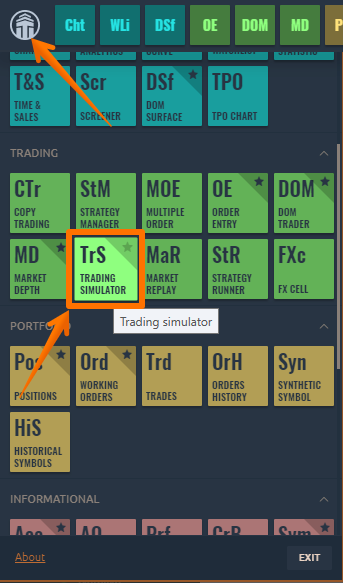 Cht WLi DSf OE DOM MD
T&S Scr DSf TPO
TIME & SALES SCREENER DOM SURFACE TPO CHART
TRADING
CTr StM MOE OE DOM
COPY TRADING STRATEGY MANAGER MULTIPLE ORDER ORDER ENTRY DOM TRADER
MD TrS MaR StR FXc
MARKET DEPTH TRADING SIMULATOR MARKET REPLAY STRATEGY RUNNER FX CELL
Trading simulator
PORTFOLIO
Pos Ord Trd OrH Syn
POSITIONS WORKING ORDERS TRADES ORDERS HISTORY SYNTHETIC SYMBOL
HiS
HISTORICAL SYMBOLS
INFORMATIONAL
About EXIT